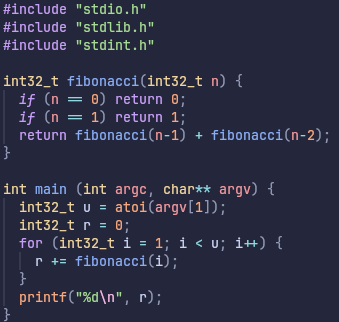 #include "stdio.h"
#include "stdlib.h"
#include "stdint.h"

int32_t fibonacci(int32_t n) {
  if (n == 0) return 0;
  if (n == 1) return 1;
  return fibonacci(n-1) + fibonacci(n-2);
}

int main (int argc, char** argv) {
  int32_t u = atoi(argv[1]);
  int32_t r = 0;
  for (int32_t i = 1; i < u; i++) {
    r += fibonacci(i);
  }
  printf("%d\n", r);
}